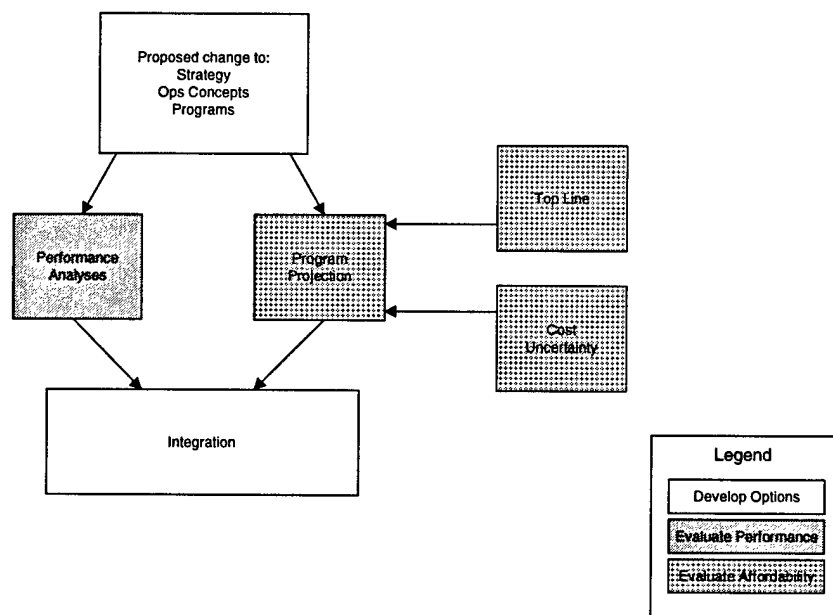 Proposed change to:
Strategy
Ops Concepts
Programs
Top Line
Performance
Analyses
Program
Projection
Cost
Uncertainty
Integration
Legend
Develop Options
Evaluate Performance
Evaluate Affordability